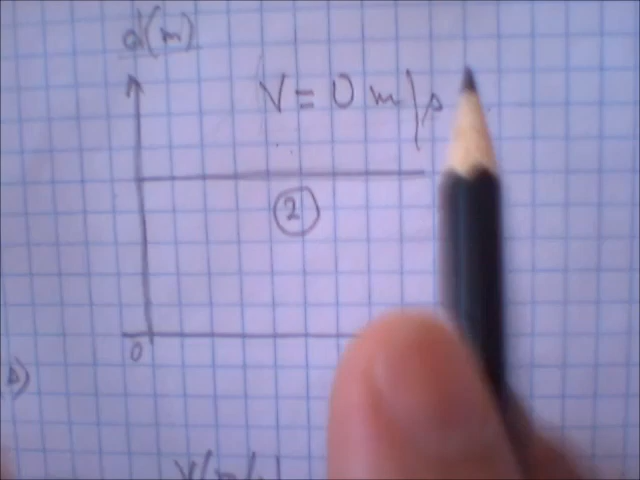 d(m)
V = 0 m/s
2
0
b)
V(m/s)